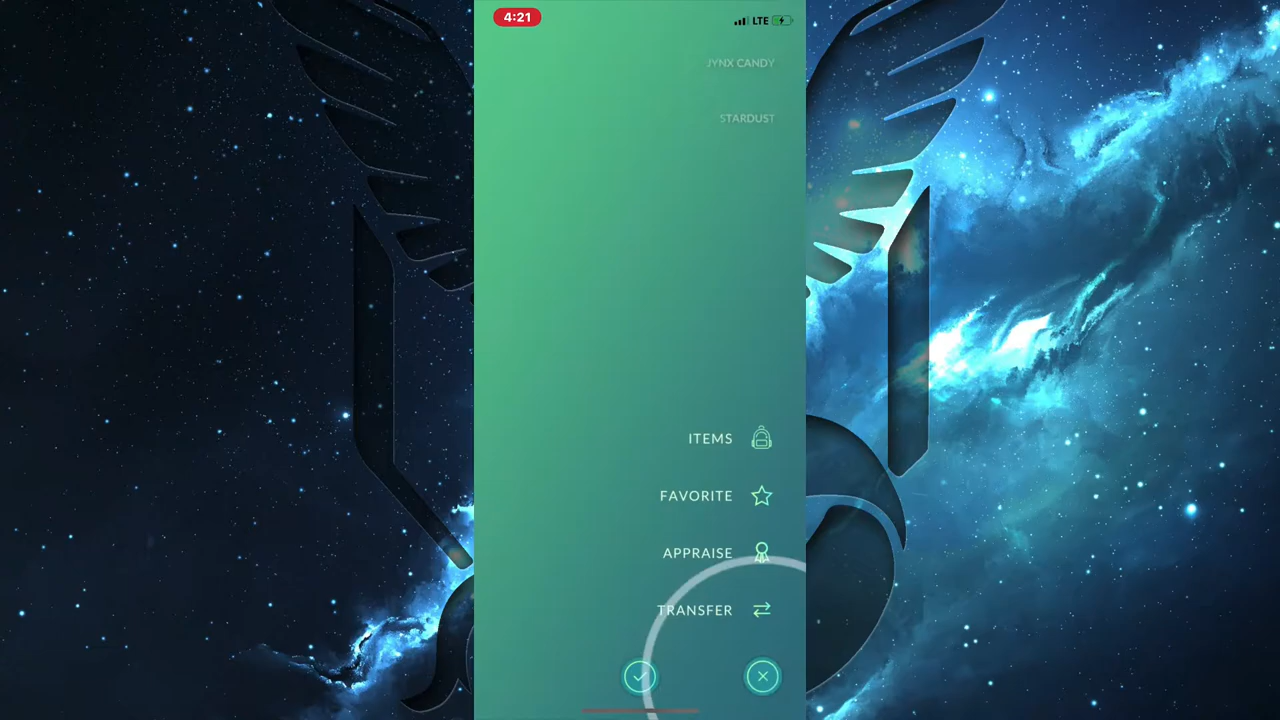 4:21
LTE
JYNX CANDY
STARDUST
ITEMS
FAVORITE
APPRAISE
TRANSFER